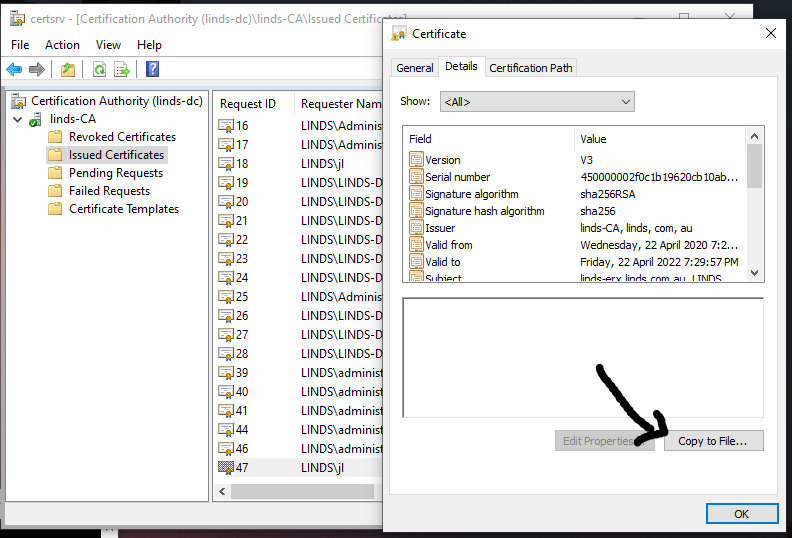 certsrv - [Certification Authority (linds-dc)\linds-CA\Issued Certificates]
File Action View Help
Certification Authority (linds-dc)
linds-CA
Revoked Certificates
Issued Certificates
Pending Requests
Failed Requests
Certificate Templates
Request ID Requester Nam
16 LINDS\Adminis
17 LINDS\Adminis
18 LINDS\jl
19 LINDS\LINDS-D
20 LINDS\LINDS-D
21 LINDS\LINDS-D
22 LINDS\LINDS-D
23 LINDS\LINDS-D
24 LINDS\LINDS-D
25 LINDS\Adminis
26 LINDS\LINDS-D
27 LINDS\LINDS-D
28 LINDS\LINDS-D
39 LINDS\administ
40 LINDS\administ
41 LINDS\administ
44 LINDS\administ
46 LINDS\administ
47 LINDS\jl
Certificate
General Details Certification Path
Show: <All>
Field Value
Version V3
Serial number 450000002f0c1b19620cb10ab...
Signature algorithm sha256RSA
Signature hash algorithm sha256
Issuer linds-CA, linds, com, au
Valid from Wednesday, 22 April 2020 7:2...
Valid to Friday, 22 April 2022 7:29:57 PM
Subject linds-erx.linds.com.au, LINDS
Edit Properties
Copy to File...
OK